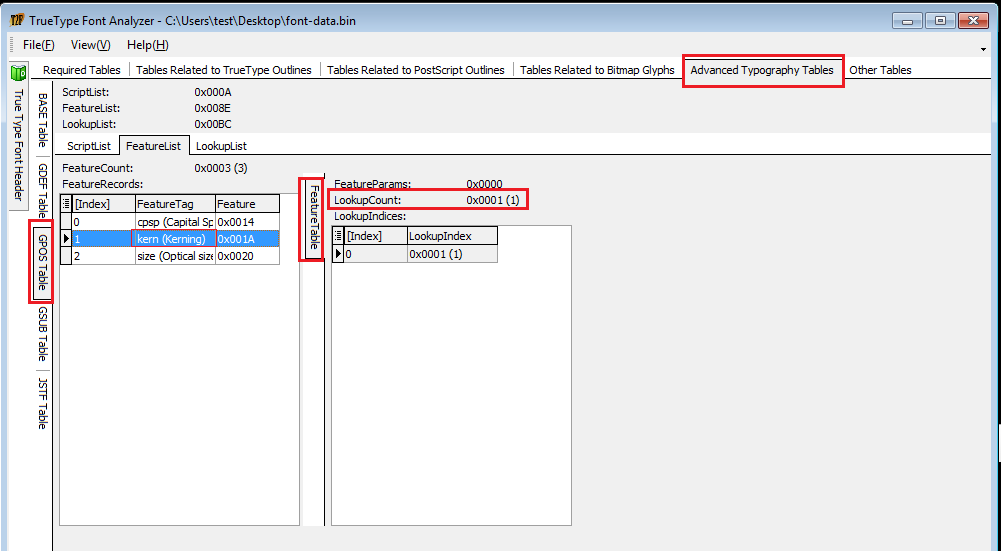 TrueType Font Analyzer - C:\Users\test\Desktop\font-data.bin
File(F) View(V) Help(H)
Required Tables Tables Related to TrueType Outlines Tables Related to PostScript Outlines Tables Related to Bitmap Glyphs Advanced Typography Tables Other Tables
True Type Font Header
BASE Table
GDEF Table
GPOS Table
GSUB Table
JSTF Table
ScriptList: 0x000A
FeatureList: 0x008E
LookupList: 0x00BC
ScriptList FeatureList LookupList
FeatureCount: 0x0003 (3)
FeatureRecords:
[Index] FeatureTag Feature
0 cpsp (Capital Sp 0x0014
1 kern (Kerning) 0x001A
2 size (Optical size 0x0020
FeatureTable
FeatureParams: 0x0000
LookupCount: 0x0001 (1)
LookupIndices:
[Index] LookupIndex
0 0x0001 (1)